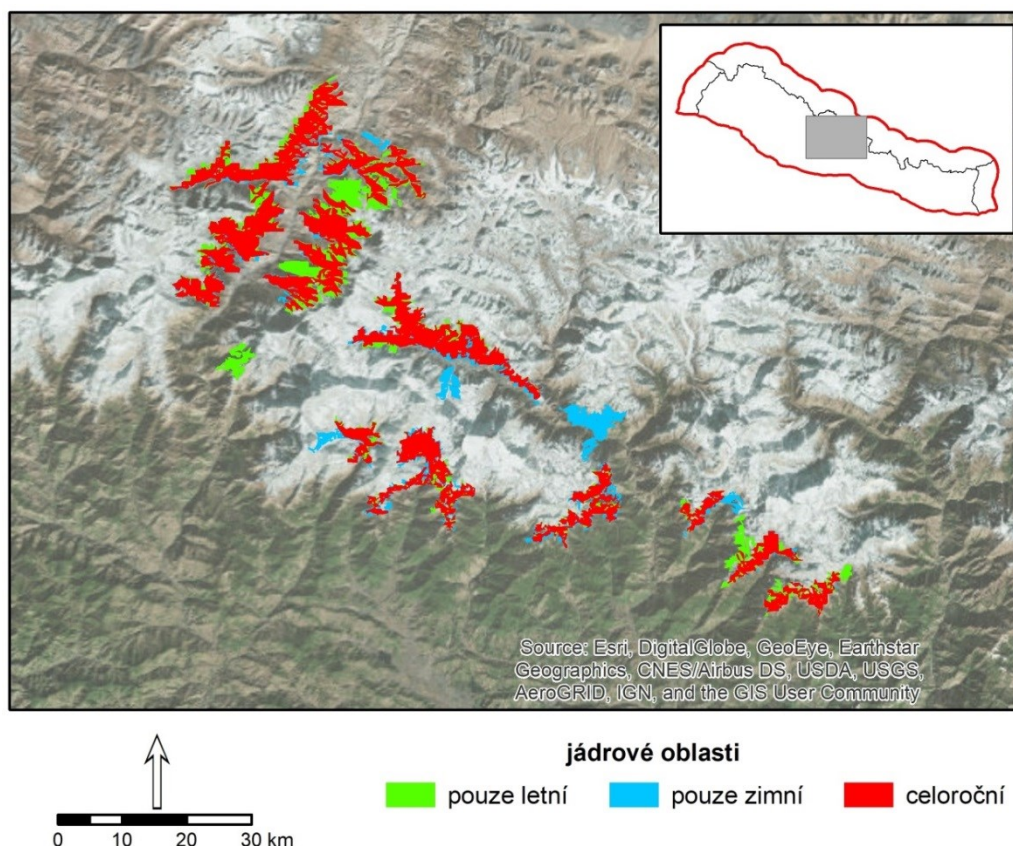 Source: Esri, DigitalGlobe, GeoEye, Earthstar
Geographics, CNES/Airbus DS, USDA, USGS,
AeroGRID, IGN, and the GIS User Community
jádrové oblasti
pouze letní pouze zimní celoroční
0 10 20 30 km